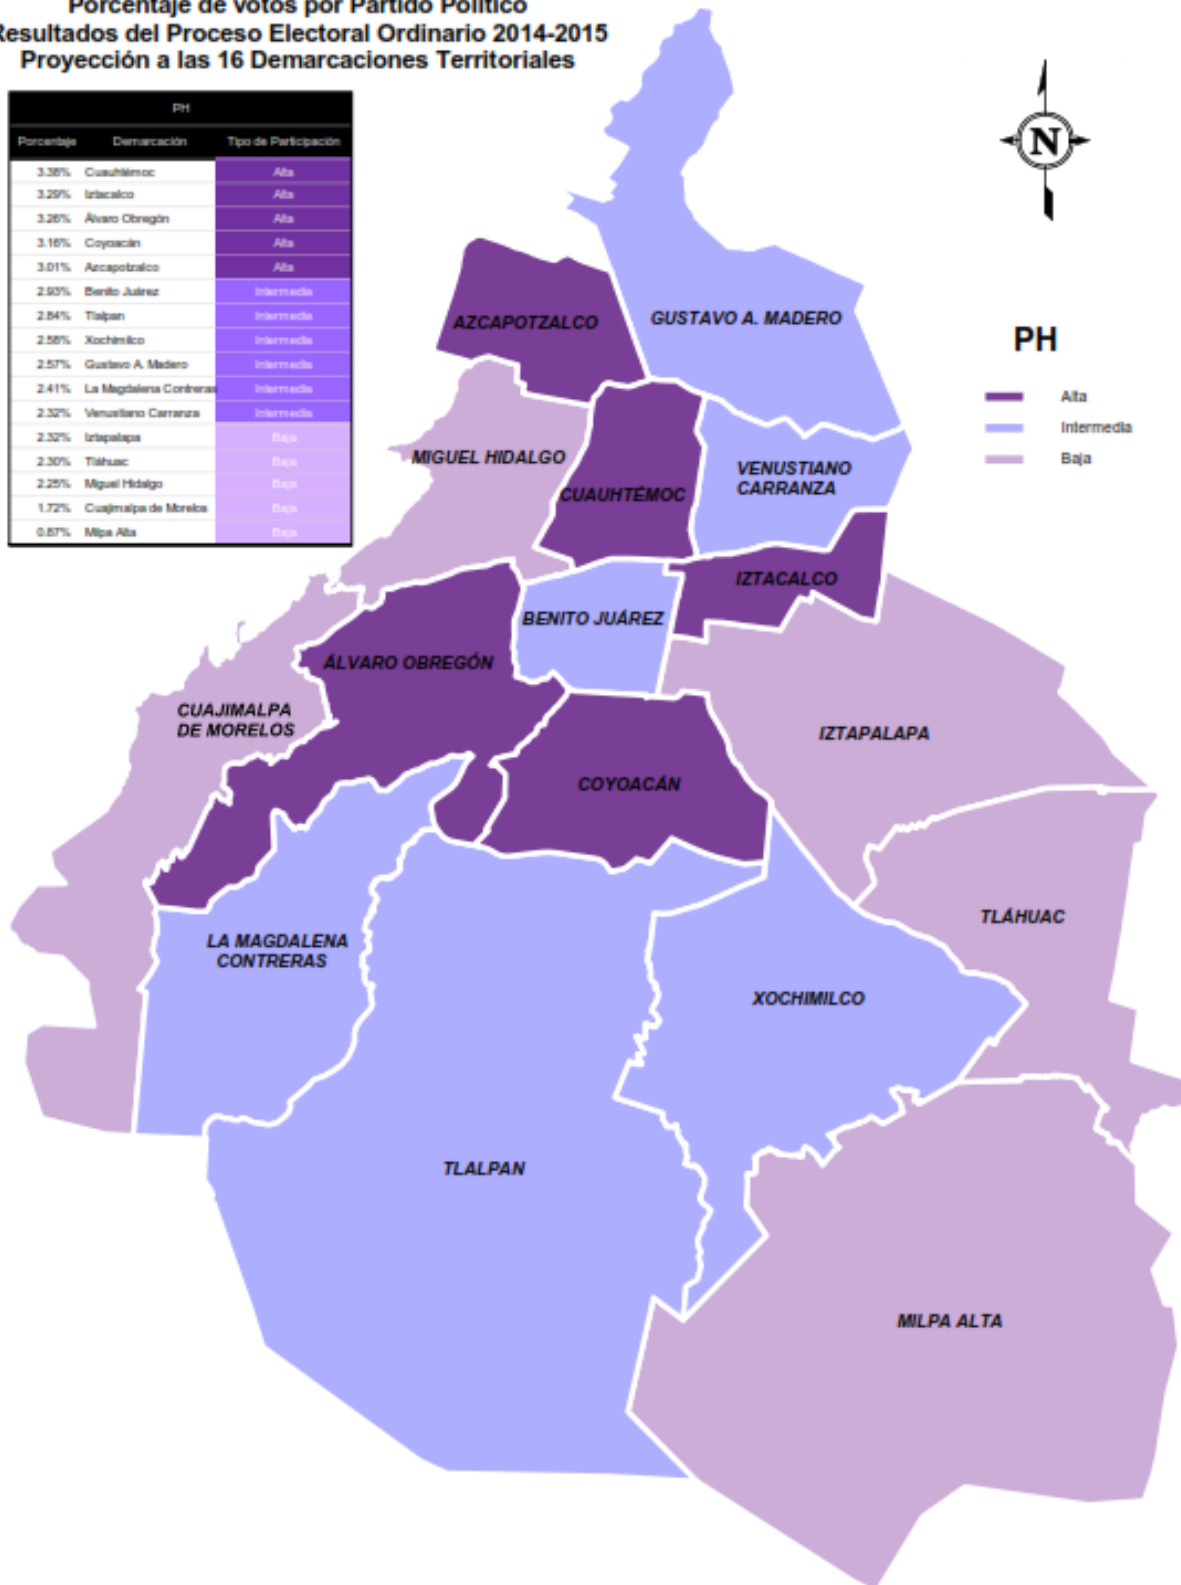 Porcentaje de votos por Partido Político
Resultados del Proceso Electoral Ordinario 2014-2015
Proyección a las 16 Demarcaciones Territoriales
PH
Porcentaje Demarcación Tipo de Participación
3.38% Cuauhtémoc Alta
3.29% Iztacalco Alta
3.26% Álvaro Obregón Alta
3.16% Coyoacán Alta
3.01% Azcapotzalco Alta
2.93% Benito Juárez Intermedia
2.84% Tlalpan Intermedia
2.58% Xochimilco Intermedia
2.57% Gustavo A. Madero Intermedia
2.41% La Magdalena Contreras Intermedia
2.32% Venustiano Carranza Intermedia
2.32% Iztapalapa Baja
2.30% Tláhuac Baja
2.25% Miguel Hidalgo Baja
1.72% Cuajimalpa de Morelos Baja
0.87% Milpa Alta Baja
N
PH
Alta
Intermedia
Baja
AZCAPOTZALCO
GUSTAVO A. MADERO
MIGUEL HIDALGO
CUAUHTÉMOC
VENUSTIANO
CARRANZA
IZTACALCO
BENITO JUÁREZ
ÁLVARO OBREGÓN
CUAJIMALPA
DE MORELOS
IZTAPALAPA
COYOACÁN
TLÁHUAC
LA MAGDALENA
CONTRERAS
XOCHIMILCO
TLALPAN
MILPA ALTA